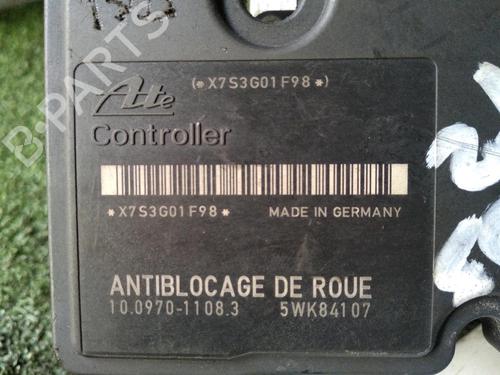 (*X7S3G01F98*)
Ate
Controller
*X7S3G01F98* MADE IN GERMANY
ANTIBLOCAGE DE ROUE
10.0970-1108.3 5WK84107
B-PARTS